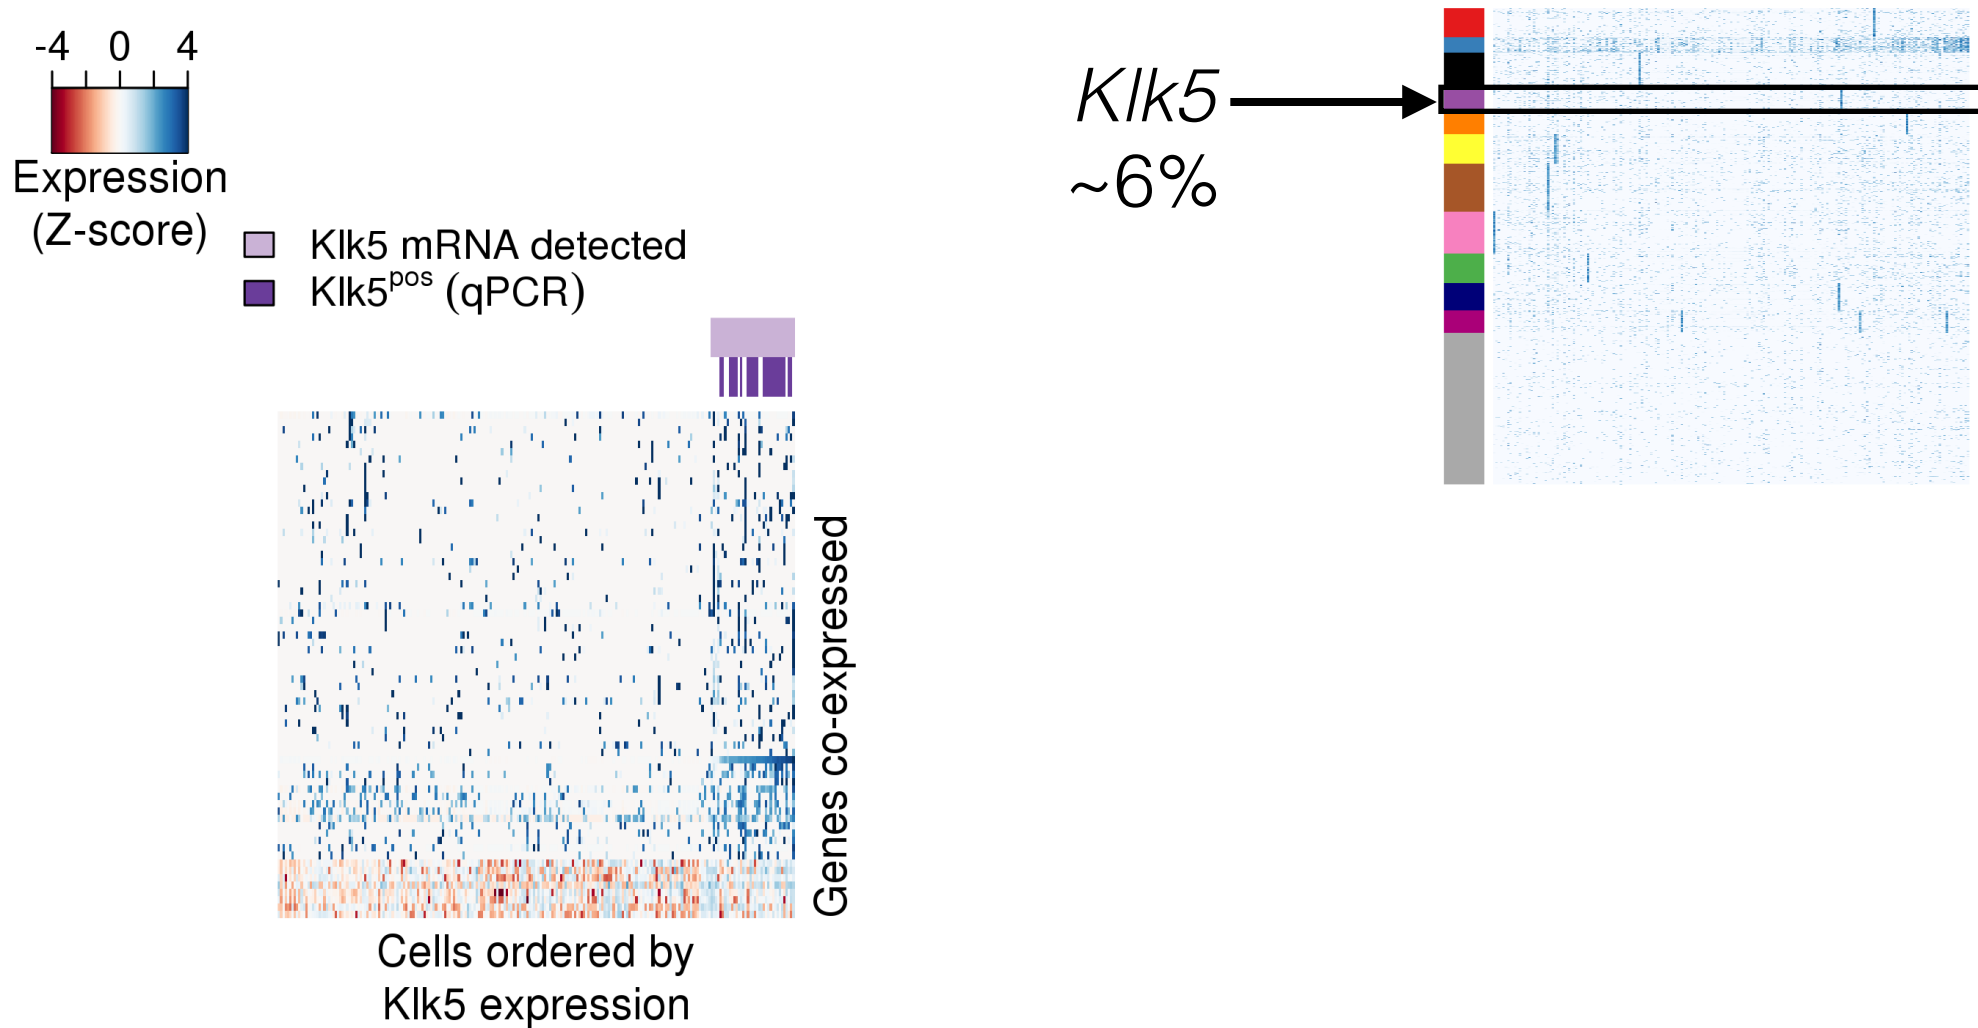 -4 0 4
Expression
(Z-score)
Klk5 mRNA detected
Klk5pos (qPCR)
Genes co-expressed
Cells ordered by
Klk5 expression
Klk5
~6%